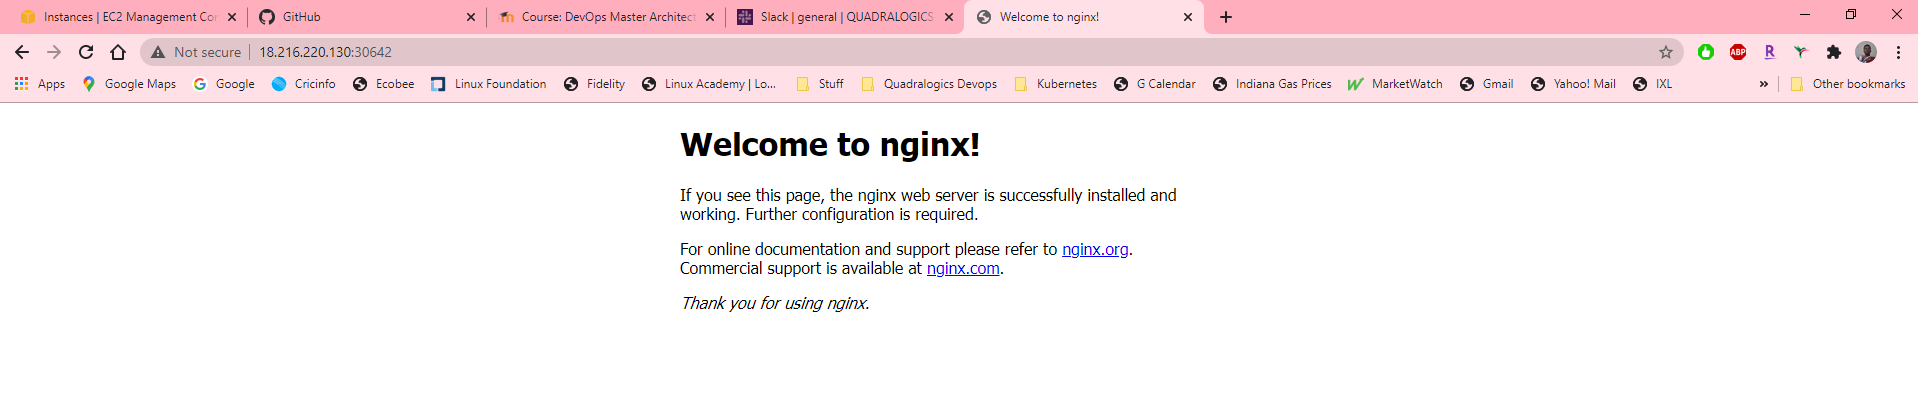 Instances | EC2 Management Con
GitHub
Course: DevOps Master Architect
Slack | general | QUADRALOGICS
Welcome to nginx!
Not secure | 18.216.220.130:30642
ABP
R
Apps
Google Maps
G Google
Cricinfo
Ecobee
Linux Foundation
Fidelity
Linux Academy | Lo...
Stuff
Quadralogics Devops
Kubernetes
G Calendar
Indiana Gas Prices
MarketWatch
Gmail
Yahoo! Mail
IXL
»
Other bookmarks
Welcome to nginx!
If you see this page, the nginx web server is successfully installed and
working. Further configuration is required.
For online documentation and support please refer to nginx.org.
Commercial support is available at nginx.com.
Thank you for using nginx.